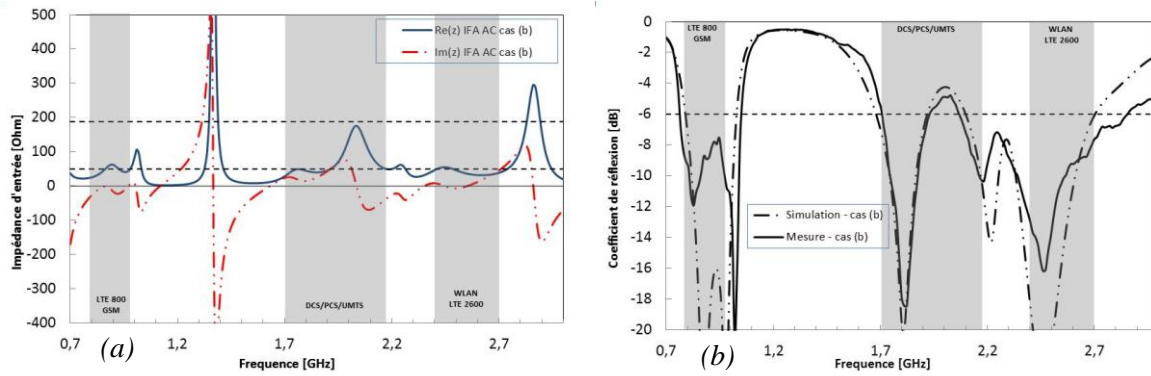 500
400
300
200
100
0
-100
-200
-300
-400
Impédance d'entrée [Ohm]
Re(z) IFA AC cas (b)
Im(z) IFA AC cas (b)
LTE 800
GSM
DCS/PCS/UMTS
WLAN
LTE 2600
0,7
1,2
1,7
2,2
2,7
Frequence [GHz]
(a)
0
-2
-4
-6
-8
-10
-12
-14
-16
-18
-20
Coefficient de réflexion [dB]
LTE 800
GSM
DCS/PCS/UMTS
WLAN
LTE 2600
Simulation - cas (b)
Mesure - cas (b)
0,7
1,2
1,7
2,2
2,7
Frequence [GHz]
(b)